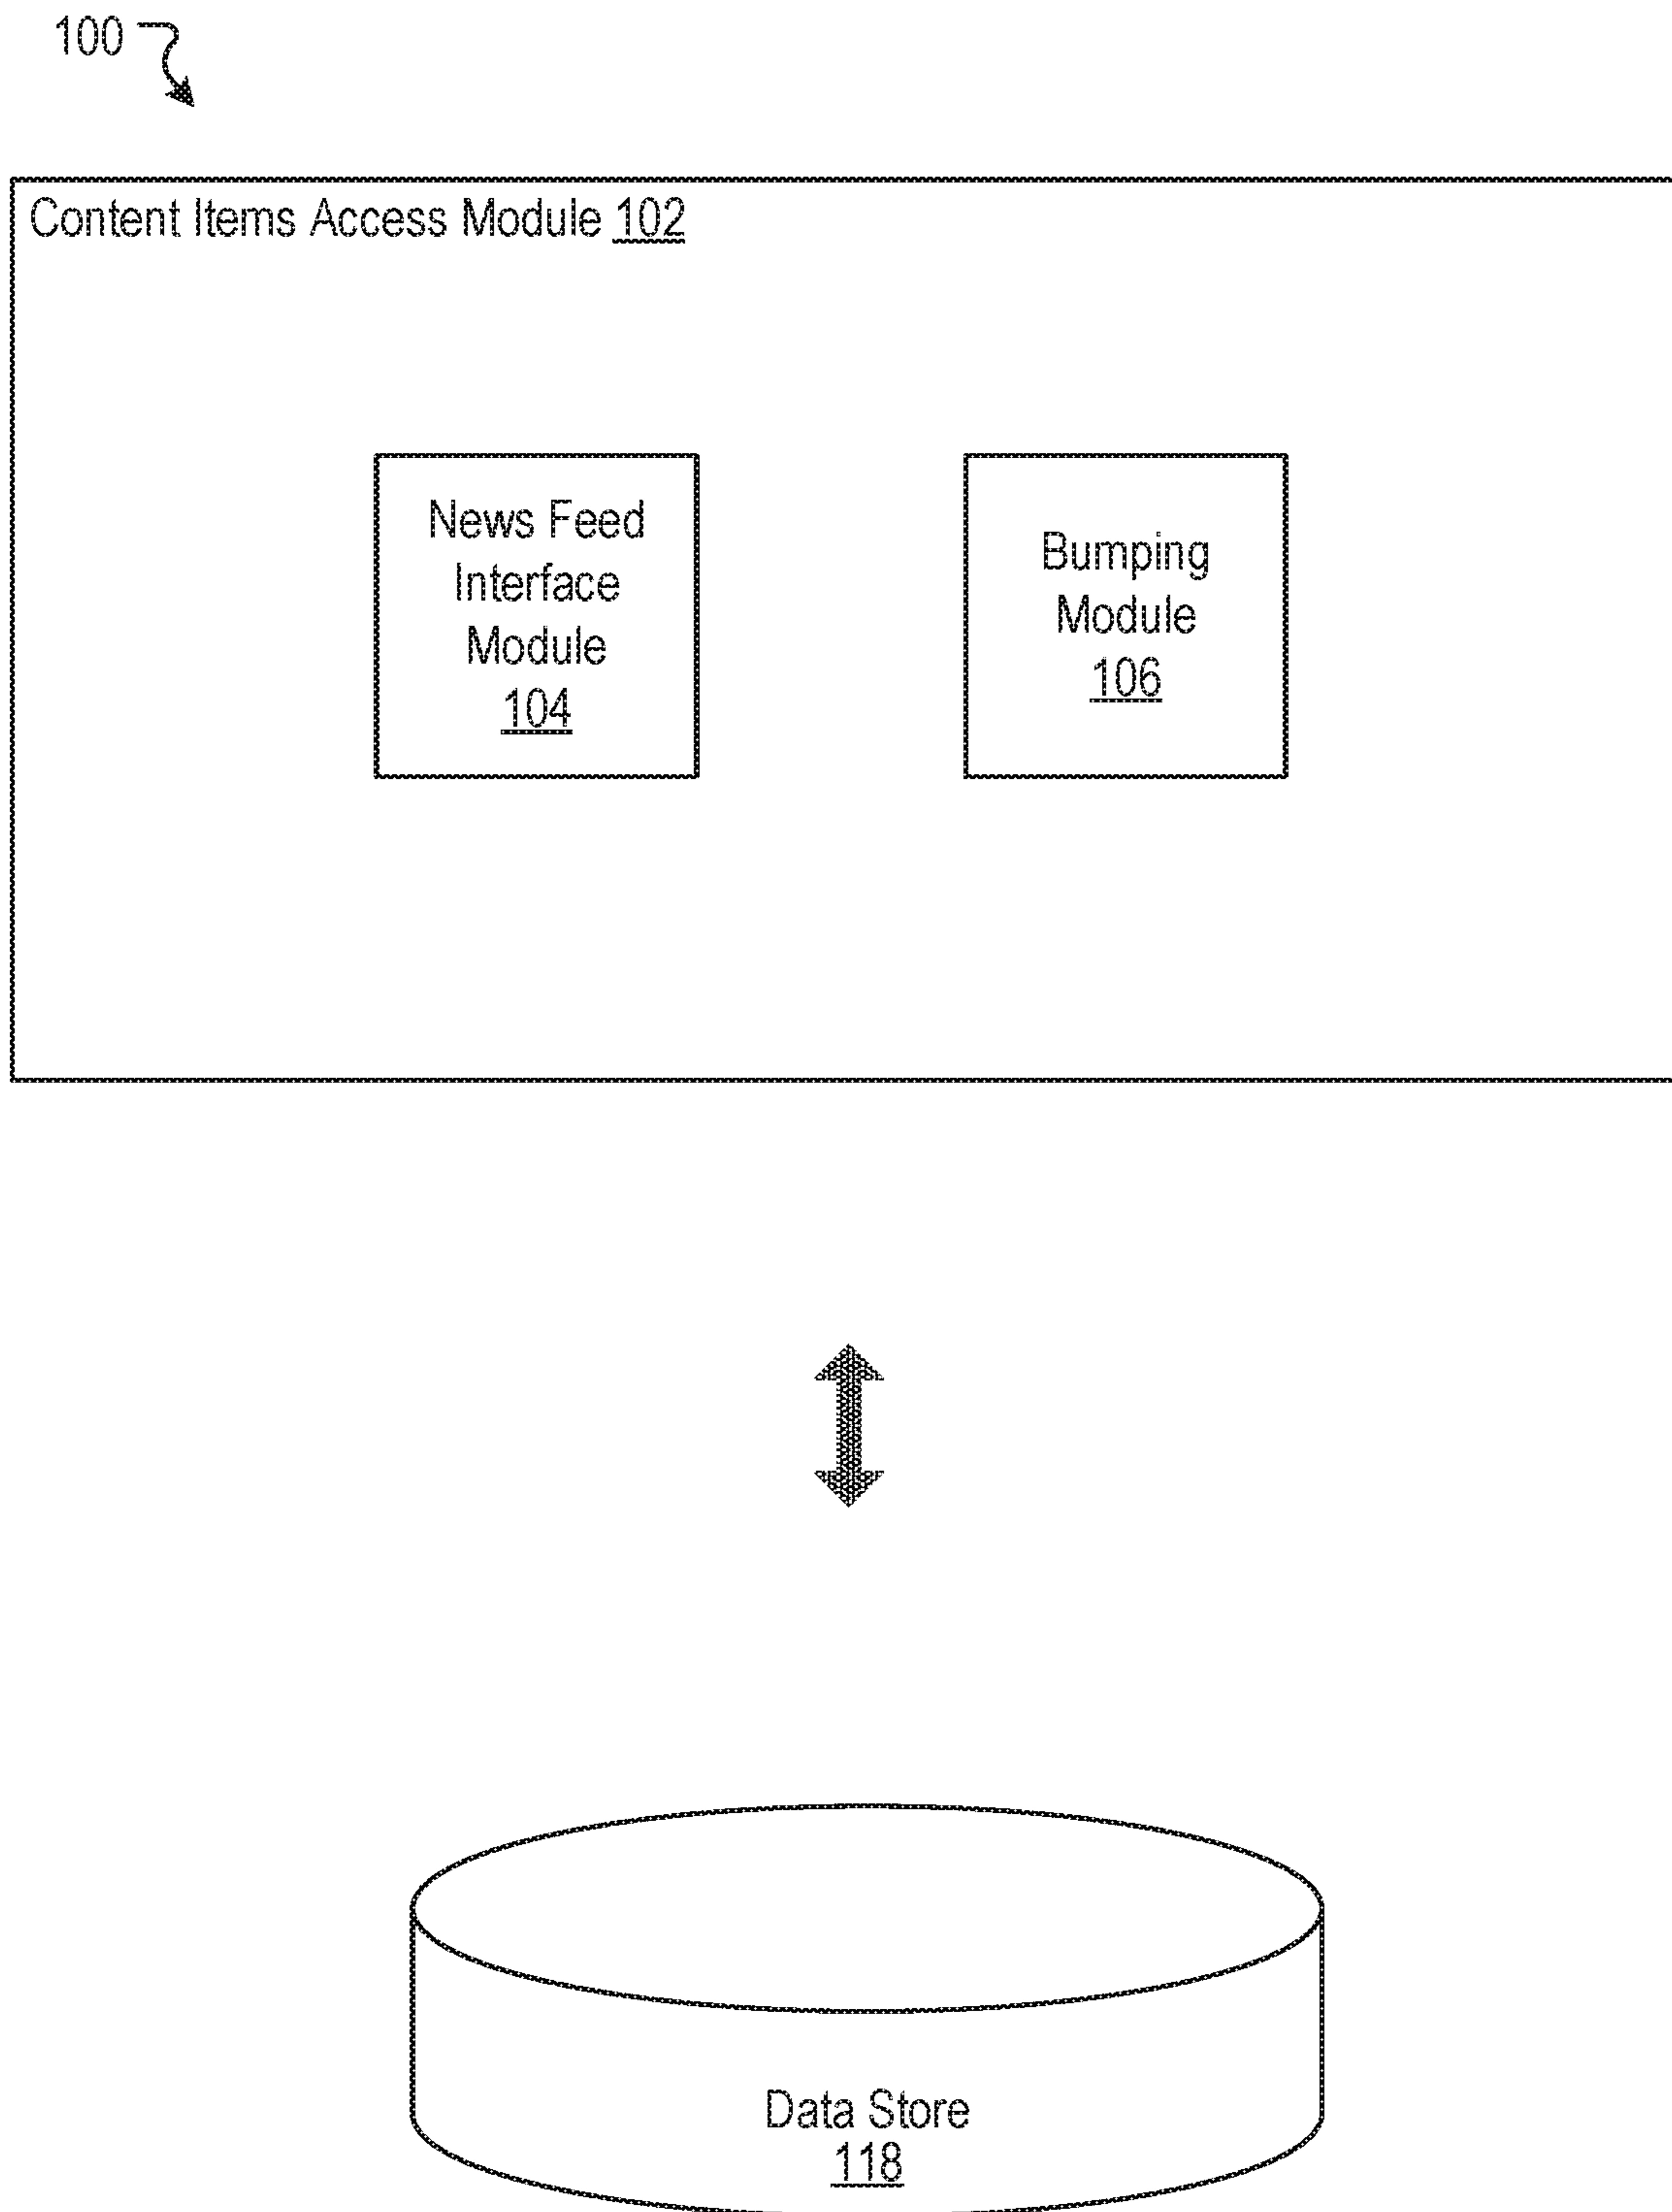 100
Content Items Access Module 102
News Feed
Interface
Module
104
Bumping
Module
106
Data Store
118